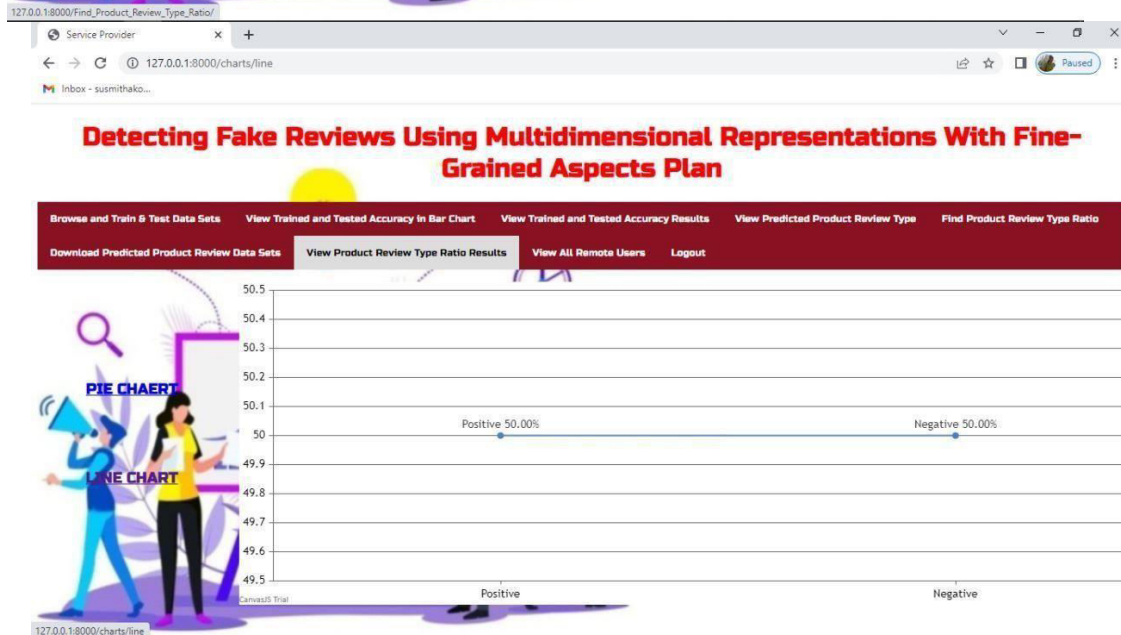 127.0.0.1:8000/Find_Product_Review_Type_Ratio/
Service Provider
127.0.0.1:8000/charts/line
Paused
Inbox - susmithako...
Detecting Fake Reviews Using Multidimensional Representations With Fine-
Grained Aspects Plan
Browse and Train & Test Data Sets View Trained and Tested Accuracy in Bar Chart View Trained and Tested Accuracy Results View Predicted Product Review Type Find Product Review Type Ratio
Download Predicted Product Review Data Sets View Product Review Type Ratio Results View All Remote Users Logout
50.5
50.4
50.3
50.2
PIE CHAERT
50.1
Positive 50.00% Negative 50.00%
50
49.9
LINE CHART
49.8
49.7
49.6
49.5
Positive Negative
CanvasJS Trial
127.0.0.1:8000/charts/line